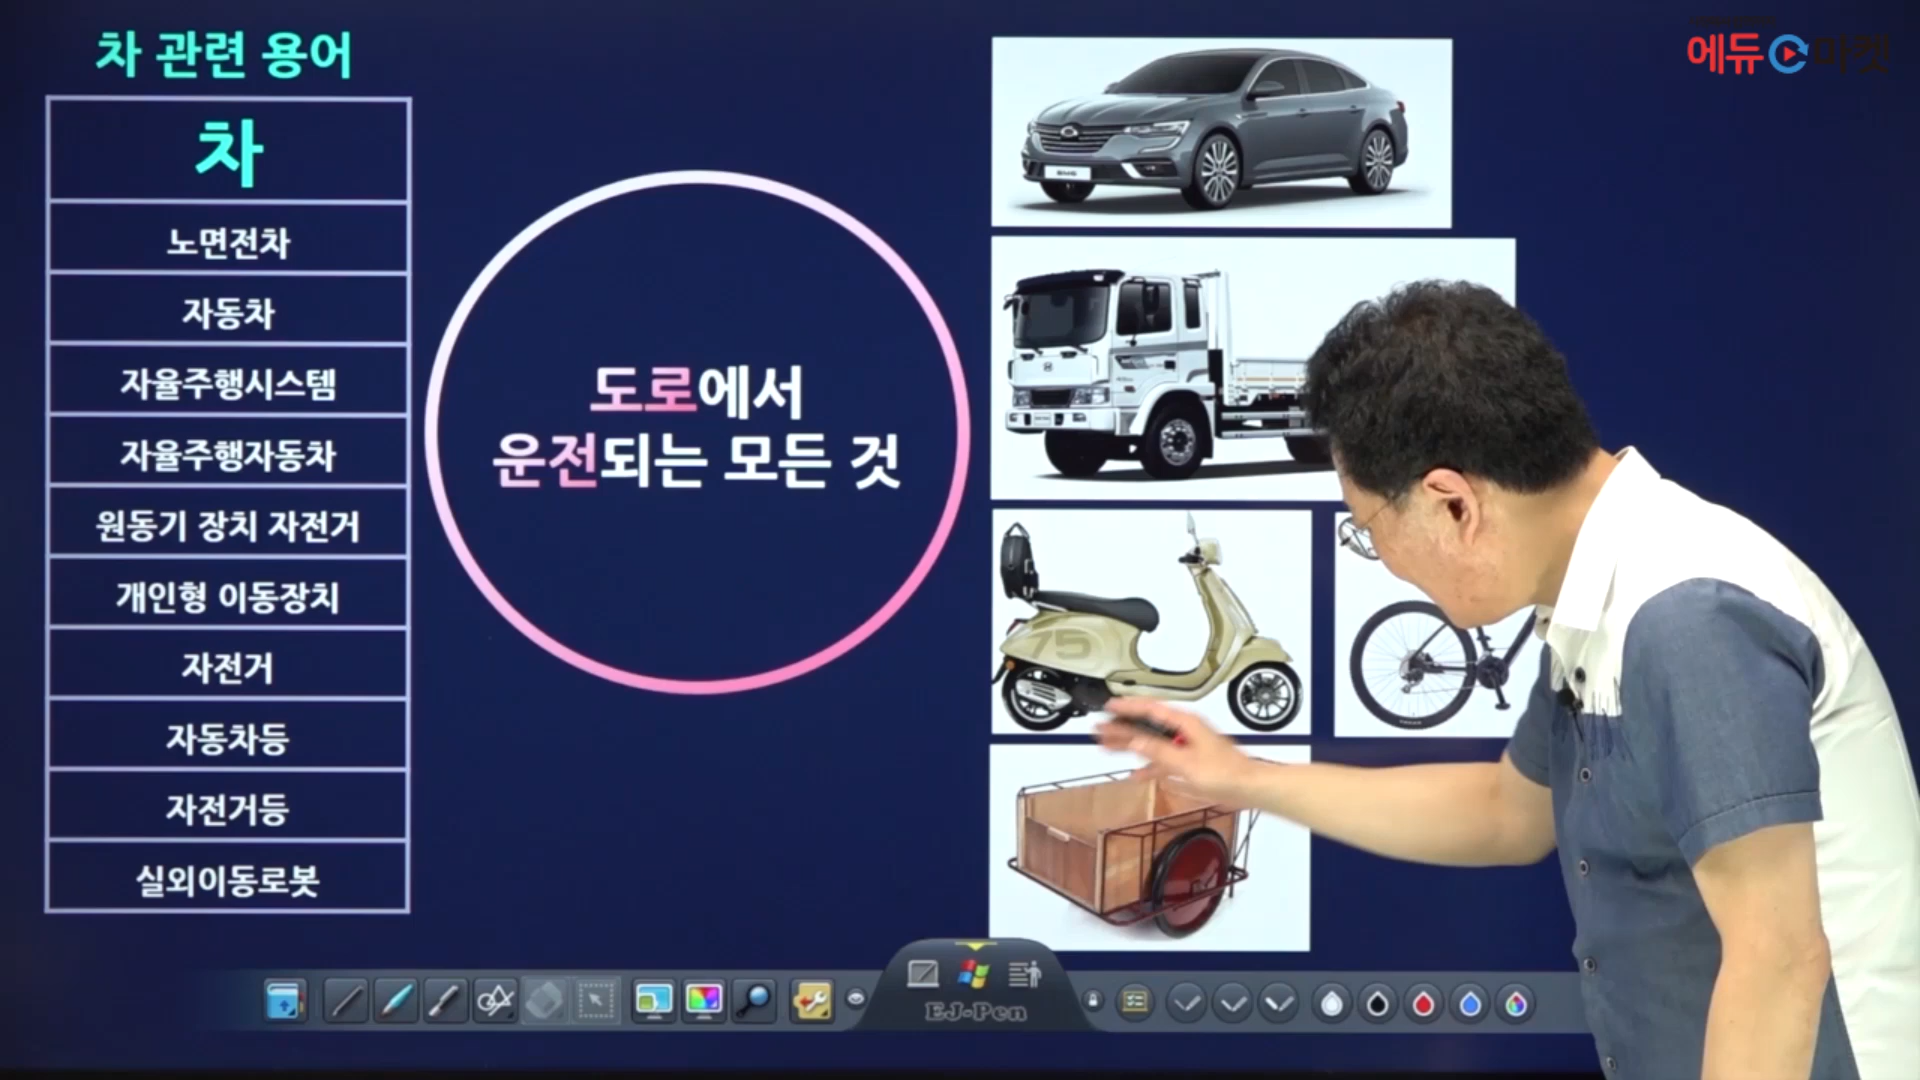 차 관련 용어
에듀 마켓
차
노면전차
자동차
자율주행시스템
자율주행자동차
원동기 장치 자전거
개인형 이동장치
자전거
자동차등
자전거등
실외이동로봇
도로에서
운전되는 모든 것
75
EJ-Pen